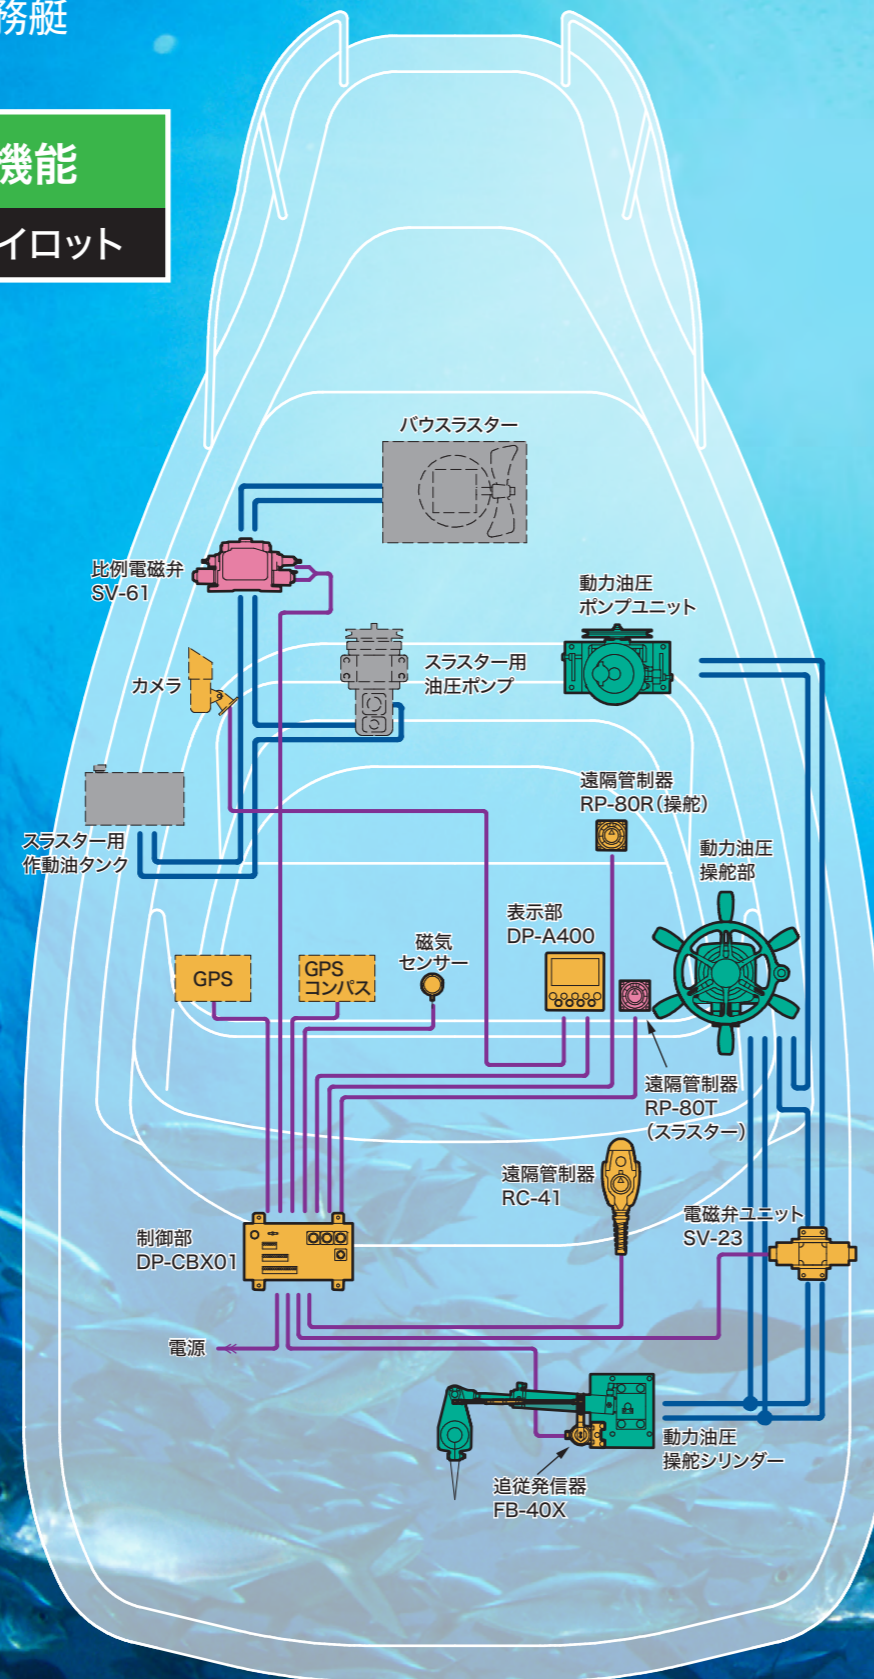 務艇
機能
イロット
バウスラスター
比例電磁弁
SV-61
動力油圧
ポンプユニット
カメラ
スラスター用
油圧ポンプ
遠隔管制器
RP-80R（操舵）
スラスター用
作動油タンク
動力油圧
操舵部
表示部
DP-A400
磁気
センサー
GPS
GPS
コンパス
遠隔管制器
RP-80T
（スラスター）
遠隔管制器
RC-41
電磁弁ユニット
SV-23
制御部
DP-CBX01
電源
動力油圧
操舵シリンダー
追従発信器
FB-40X